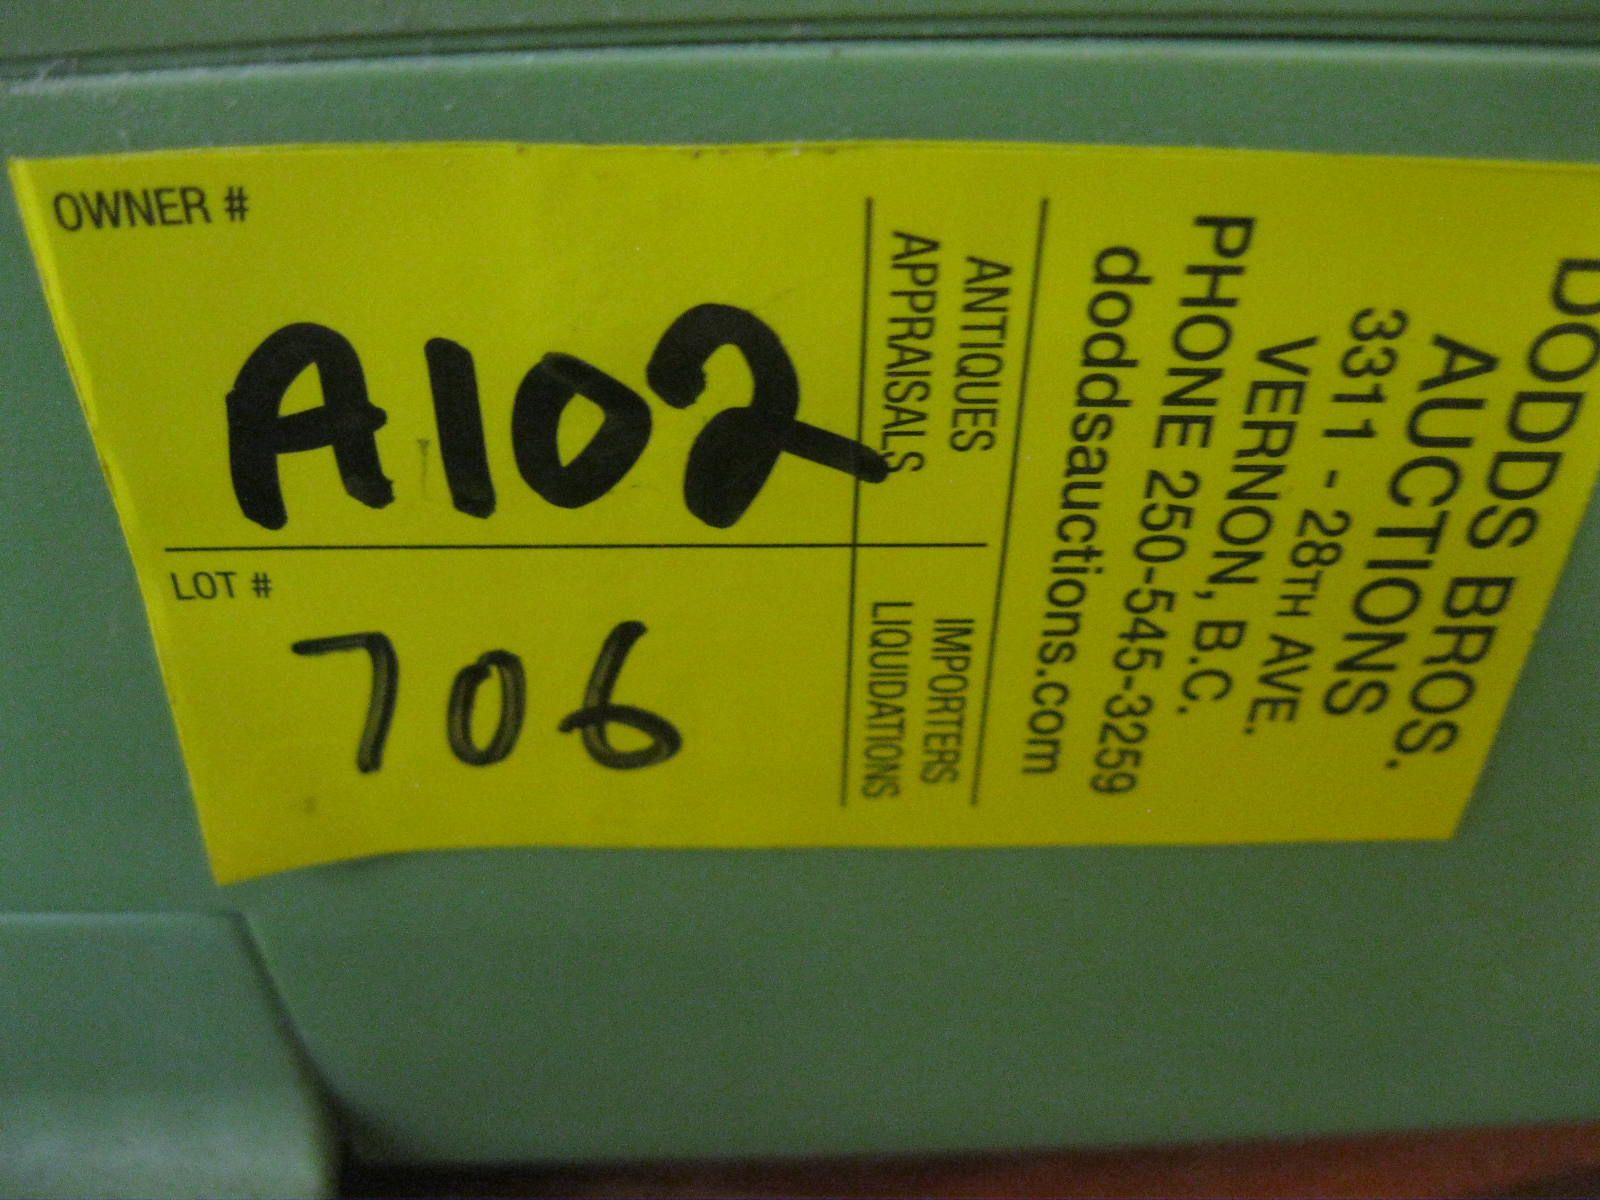 OWNER #
A102
LOT #
706
DODDS BROS.
AUCTIONS
3311 - 28TH AVE.
VERNON, B.C.
PHONE 250-545-3259
doddsauctions.com
ANTIQUES IMPORTERS
APPRAISALS LIQUIDATIONS